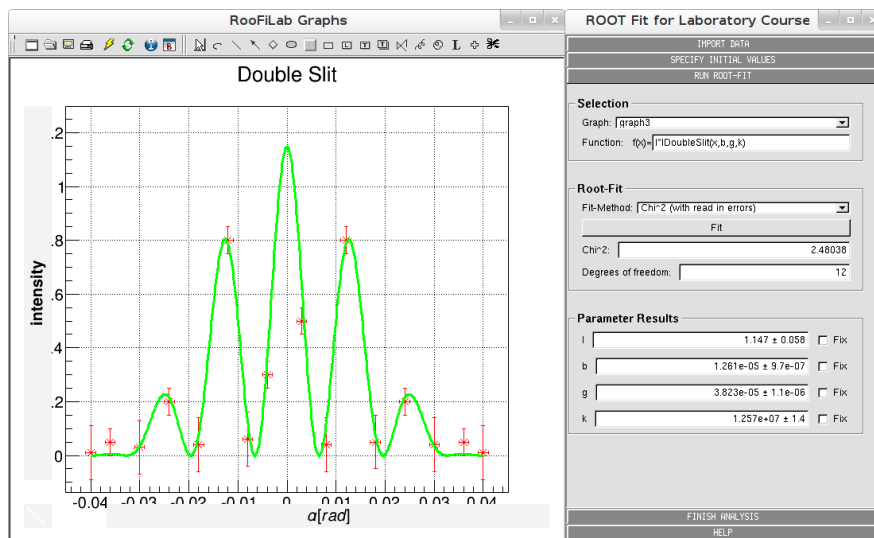 RooFiLab Graphs
Double Slit
.2
1
.8
.6
.4
.2
0
intensity
-0.04 -0.03 -0.02 -0.01 0 0.01 0.02 0.03 0.04
α[rad]
ROOT Fit for Laboratory Course
IMPORT DATA
SPECIFY INITIAL VALUES
RUN ROOT-FIT
Selection
Graph: graph3
Function: f(x)= I*IDoubleSlit(x,b,g,k)
Root-Fit
Fit-Method: Chi^2 (with read in errors)
Fit
Chi^2: 2.48038
Degrees of freedom: 12
Parameter Results
I 1.147 ± 0.058 Fix
b 1.261e-05 ± 9.7e-07 Fix
g 3.823e-05 ± 1.1e-06 Fix
k 1.257e+07 ± 1.4 Fix
FINISH ANALYSIS
HELP